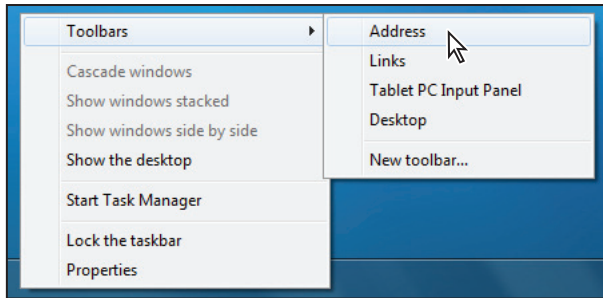 Toolbars
Cascade windows
Show windows stacked
Show windows side by side
Show the desktop
Start Task Manager
Lock the taskbar
Properties
Address
Links
Tablet PC Input Panel
Desktop
New toolbar...